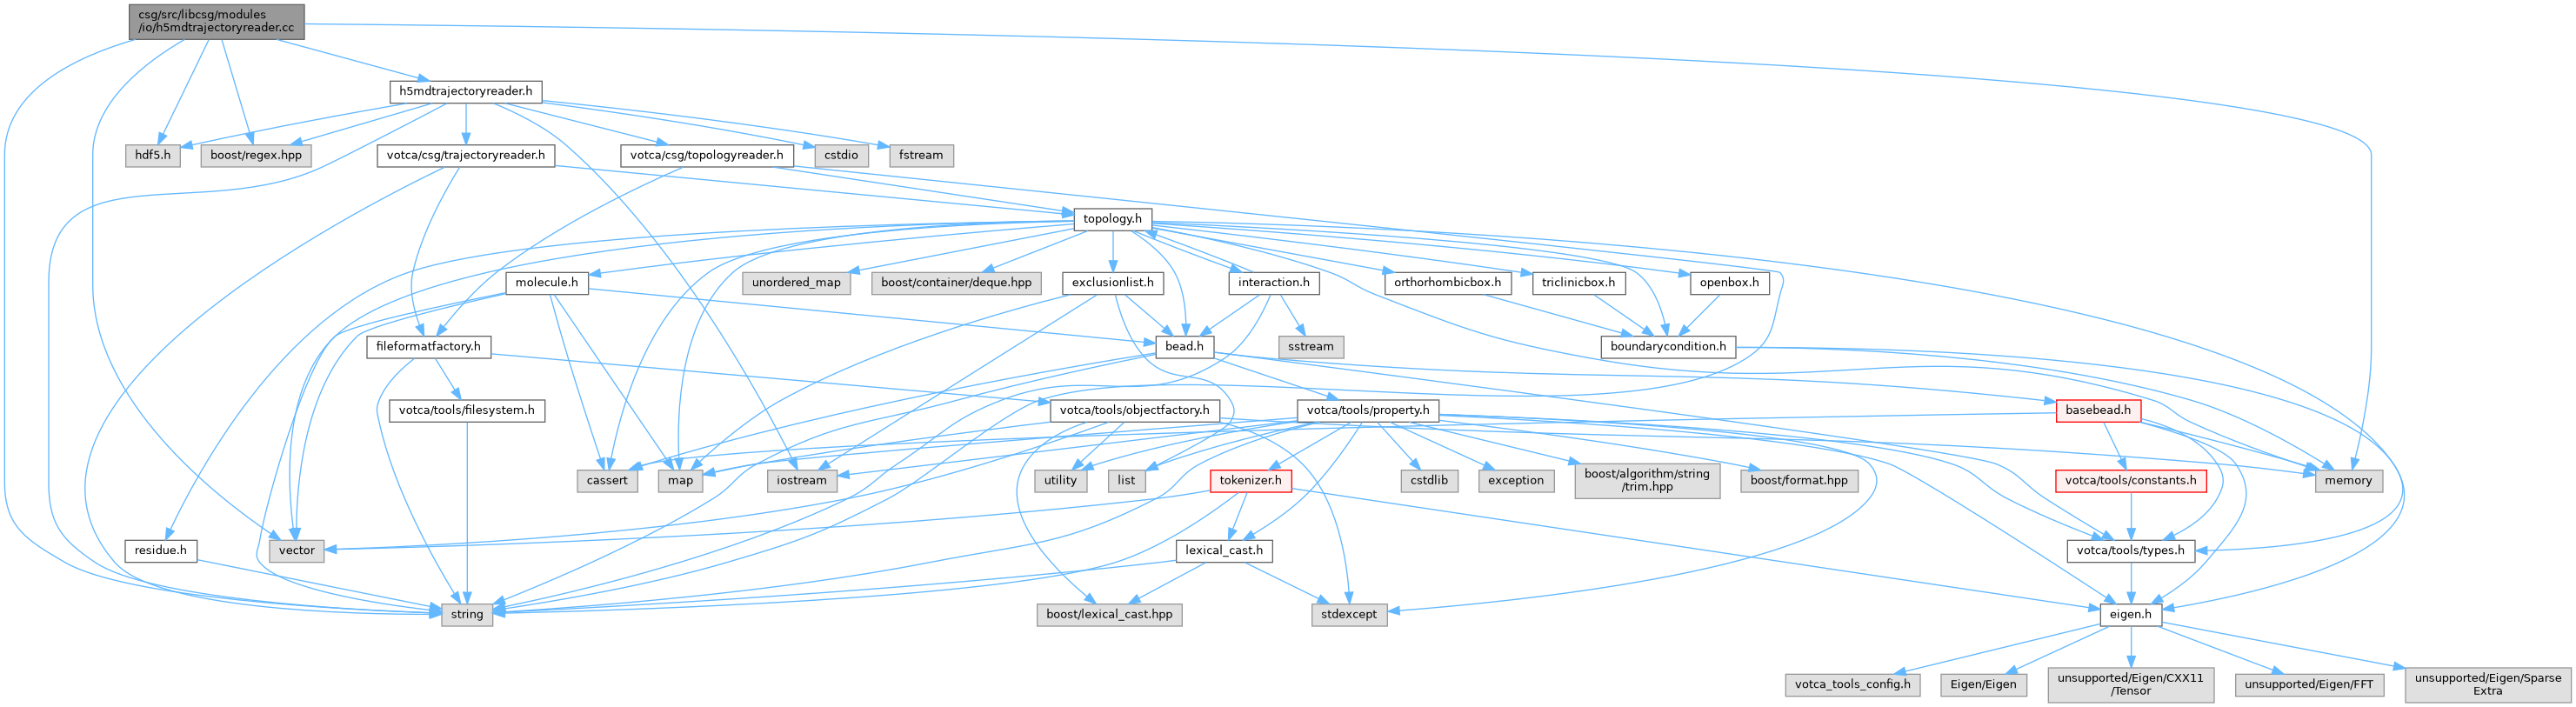 csg/src/libcsg/modules
/io/h5mdtrajectoryreader.cc
h5mdtrajectoryreader.h
hdf5.h
boost/regex.hpp
votca/csg/trajectoryreader.h
votca/csg/topologyreader.h
cstdio
fstream
topology.h
molecule.h
unordered_map
boost/container/deque.hpp
exclusionlist.h
interaction.h
orthorhombicbox.h
triclinicbox.h
openbox.h
fileformatfactory.h
bead.h
sstream
boundarycondition.h
votca/tools/filesystem.h
votca/tools/objectfactory.h
votca/tools/property.h
basebead.h
cassert
map
iostream
utility
list
tokenizer.h
cstdlib
exception
boost/algorithm/string
/trim.hpp
boost/format.hpp
votca/tools/constants.h
memory
residue.h
vector
lexical_cast.h
votca/tools/types.h
string
boost/lexical_cast.hpp
stdexcept
eigen.h
votca_tools_config.h
Eigen/Eigen
unsupported/Eigen/CXX11
/Tensor
unsupported/Eigen/FFT
unsupported/Eigen/Sparse
Extra